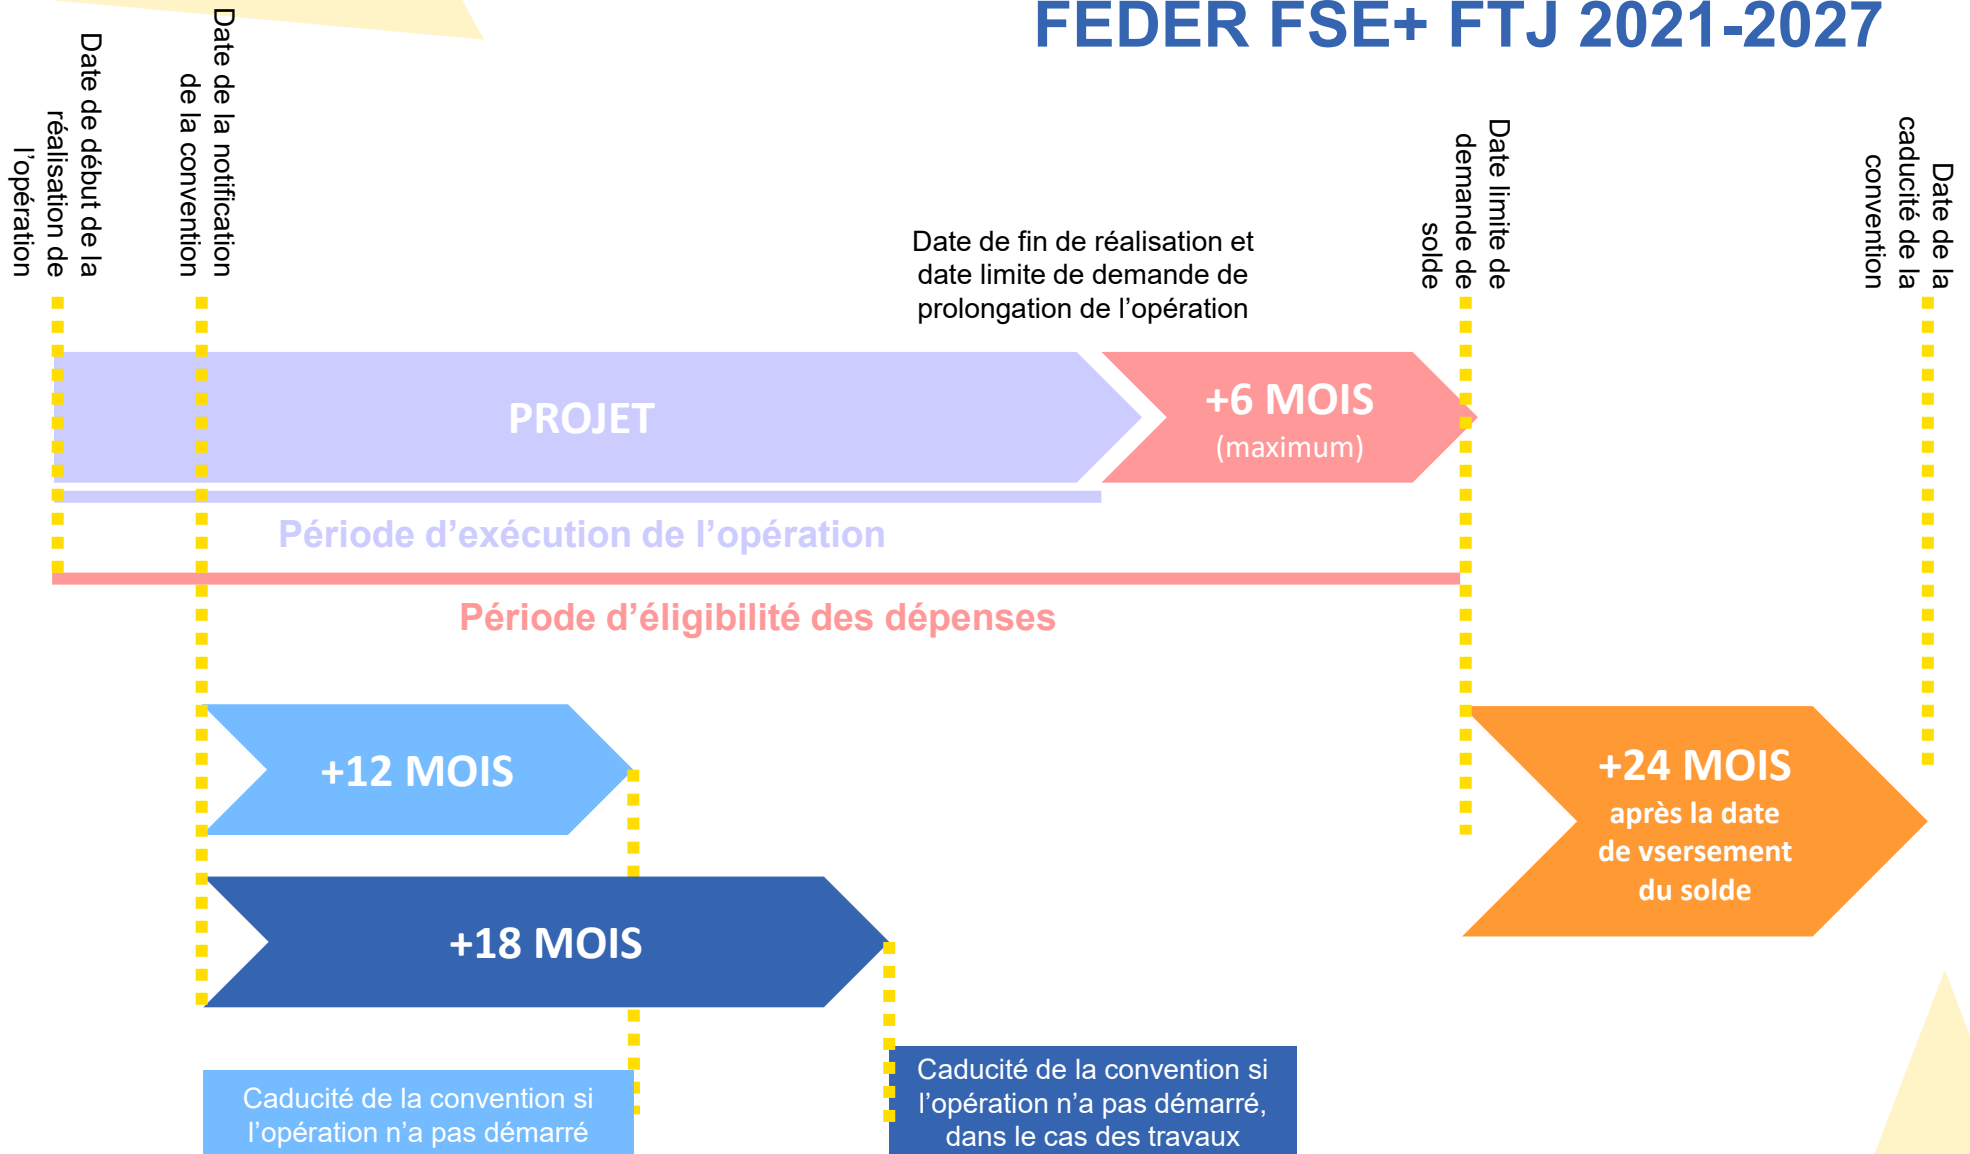 FEDER FSE+ FTJ 2021-2027
Date de début de la
réalisation de
l’opération
Date de la notification
de la convention
Date de fin de réalisation et
date limite de demande de
prolongation de l’opération
Date limite de
demande de
solde
Date de la
caducité de la
convention
PROJET
+6 MOIS
(maximum)
Période d’exécution de l’opération
Période d’éligibilité des dépenses
+12 MOIS
+24 MOIS
après la date
de vsersement
du solde
+18 MOIS
Caducité de la convention si
l’opération n’a pas démarré
Caducité de la convention si
l’opération n’a pas démarré,
dans le cas des travaux